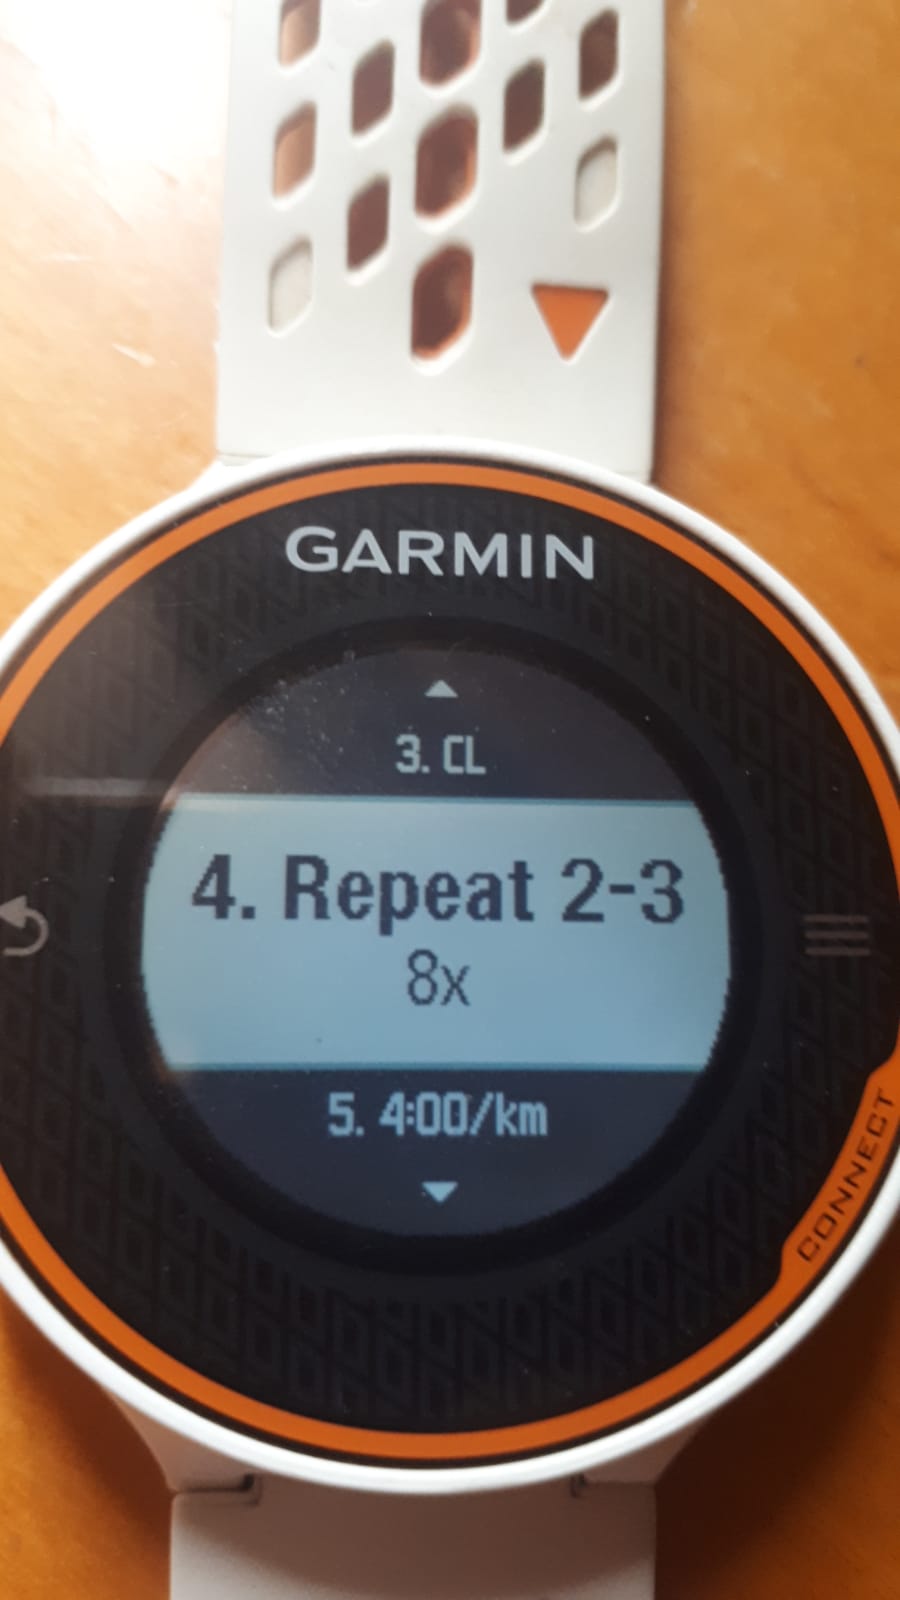 GARMIN
3. CL
4. Repeat 2-3
8x
5. 4:00/km
CONNECT